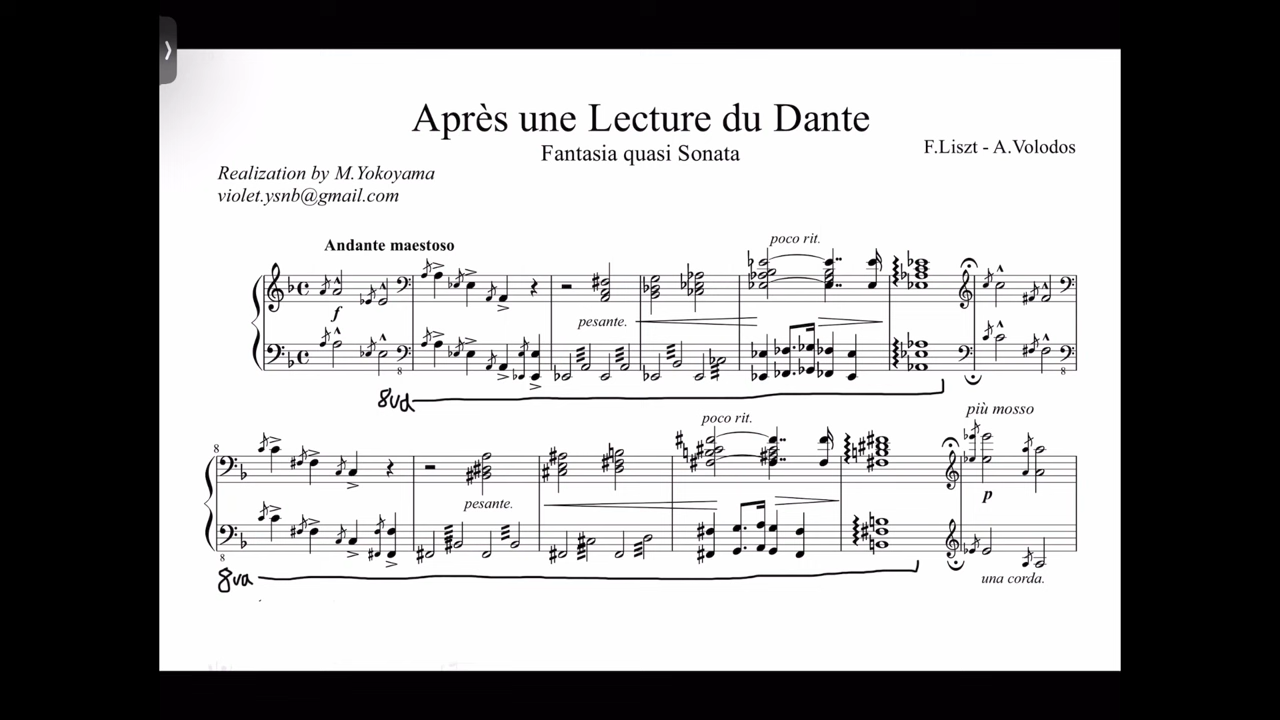 Après une Lecture du Dante
Fantasia quasi Sonata
F.Liszt - A.Volodos
Realization by M.Yokoyama
violet.ysnb@gmail.com
Andante maestoso
poco rit.
f
pesante.
8
8
8va
poco rit.
più mosso
8
pesante.
p
8
8va
una corda.